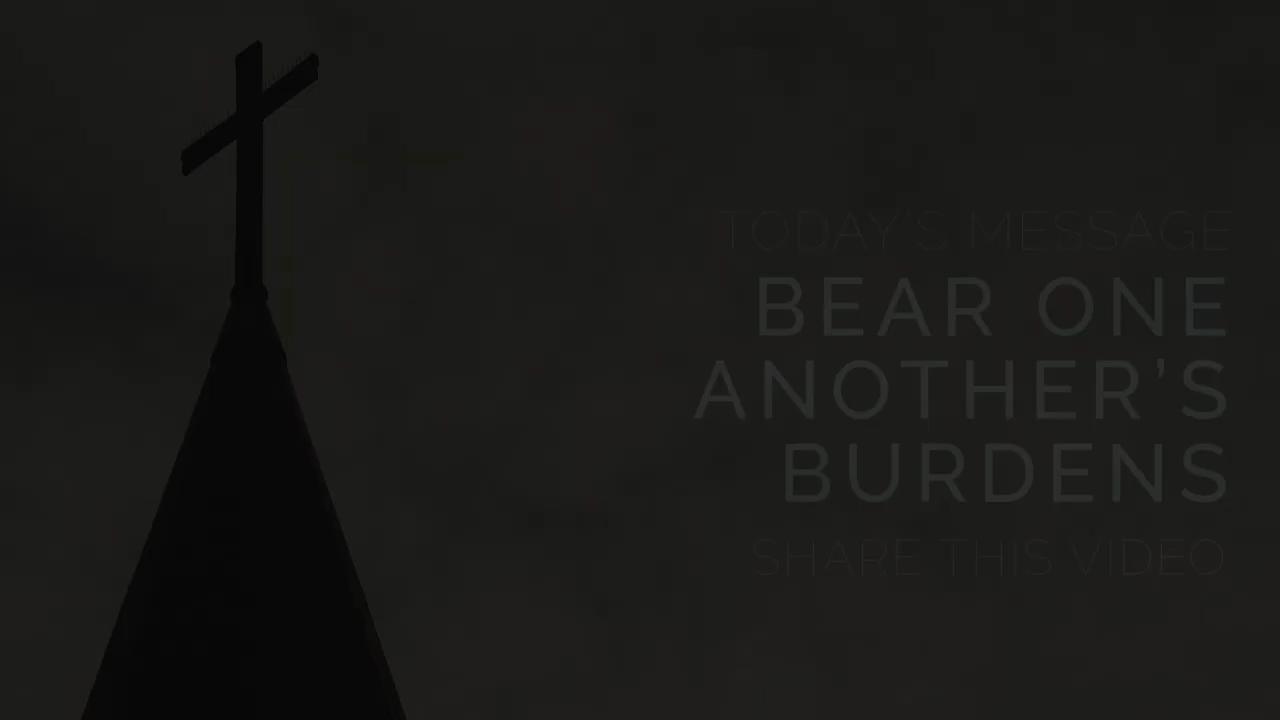 TODAY'S MESSAGE
BEAR ONE
ANOTHER'S
BURDENS
SHARE THIS VIDEO